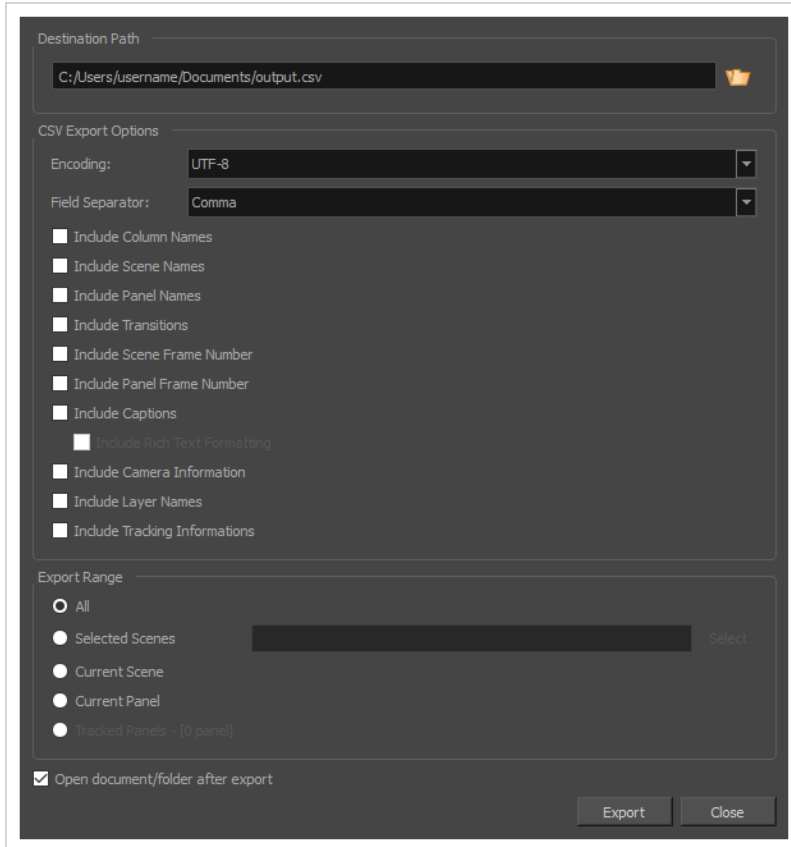 Destination Path
C:/Users/username/Documents/output.csv
CSV Export Options
Encoding: UTF-8
Field Separator: Comma
Include Column Names
Include Scene Names
Include Panel Names
Include Transitions
Include Scene Frame Number
Include Panel Frame Number
Include Captions
Include Rich Text Formatting
Include Camera Information
Include Layer Names
Include Tracking Informations
Export Range
All
Selected Scenes Select
Current Scene
Current Panel
Tracked Panels - [0 panel]
Open document/folder after export
Export Close